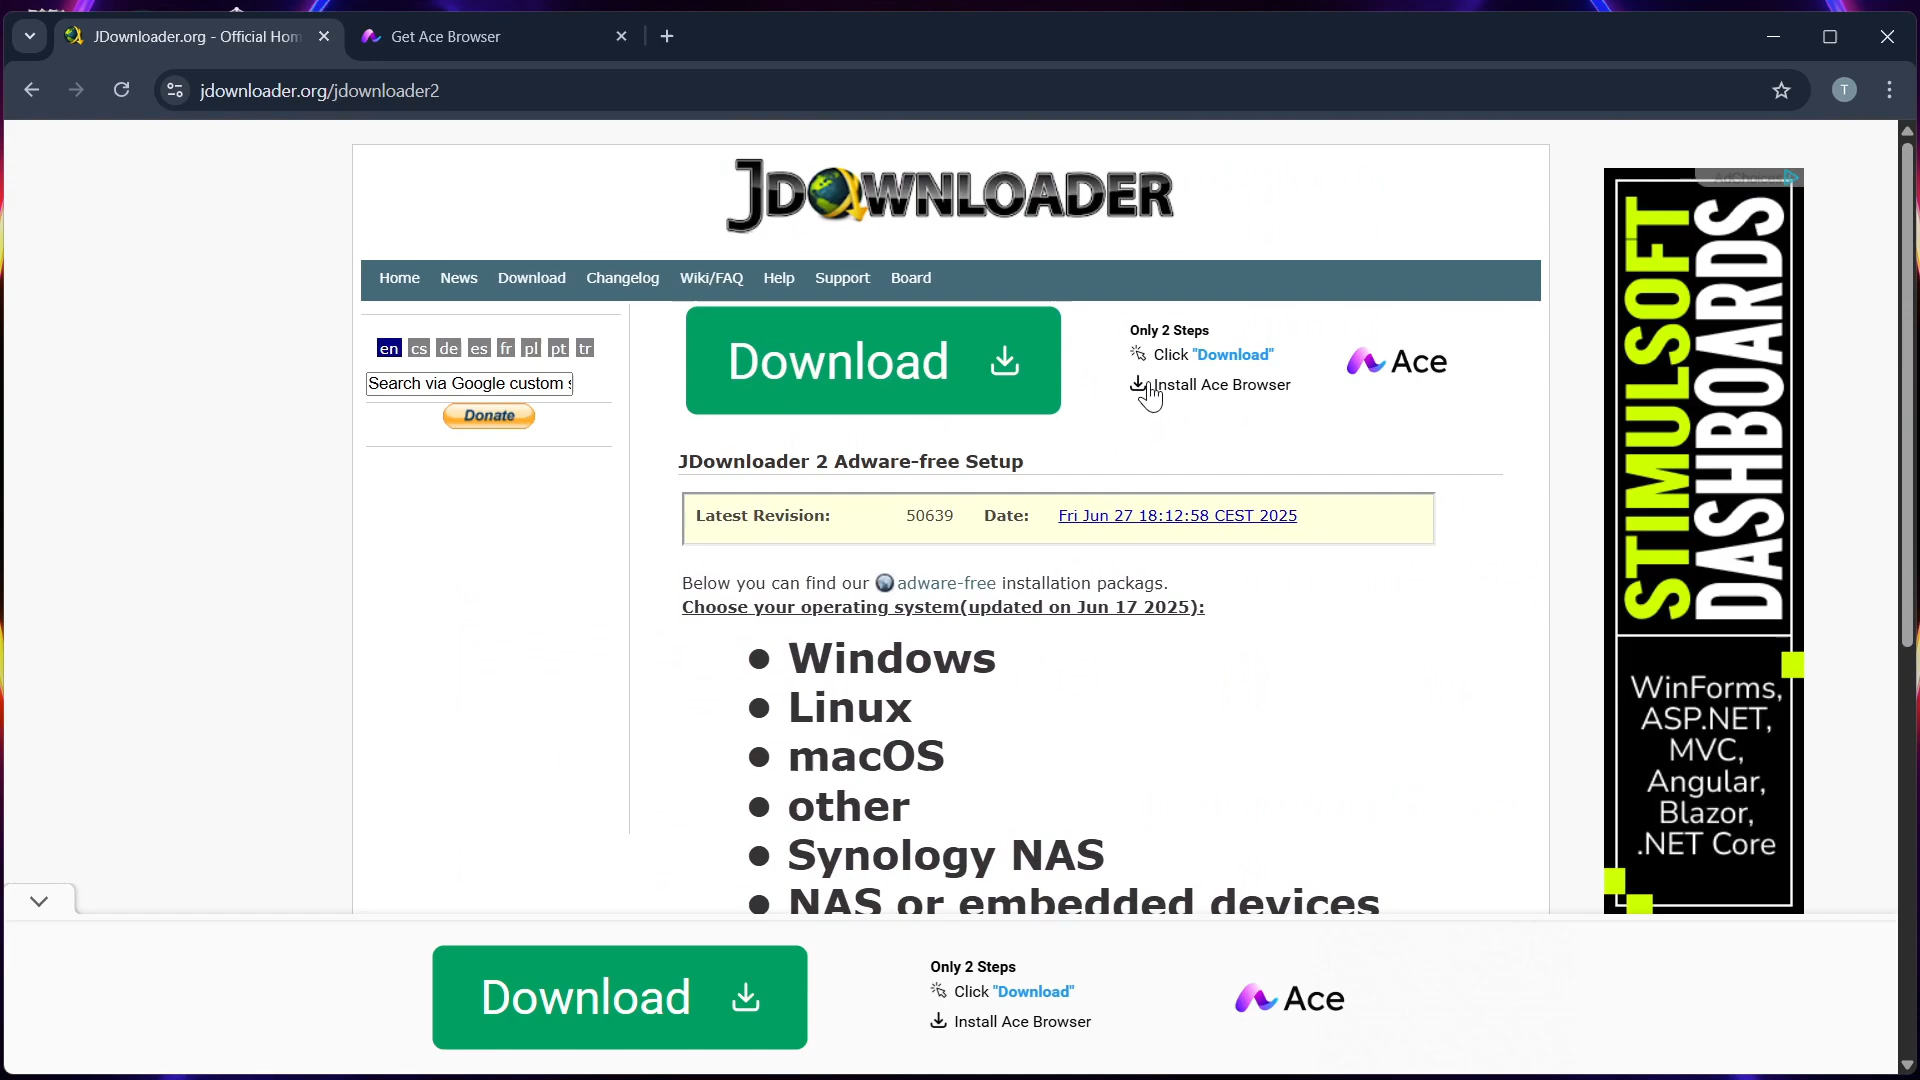 JDownloader.org - Official Hom
Get Ace Browser
jdownloader.org/jdownloader2
T
JDOWNLOADER
Home News Download Changelog Wiki/FAQ Help Support Board
en cs de es fr pl pt tr
Search via Google custom s
Donate
Download
Only 2 Steps
Click "Download"
Install Ace Browser
Ace
JDownloader 2 Adware-free Setup
Latest Revision: 50639 Date: Fri Jun 27 18:12:58 CEST 2025
Below you can find our adware-free installation packags.
Choose your operating system(updated on Jun 17 2025):
• Windows
• Linux
• macOS
• other
• Synology NAS
• NAS or embedded devices
AdChoices
STIMULSOFT
DASHBOARDS
WinForms,
ASP.NET,
MVC,
Angular,
Blazor,
.NET Core
Download
Only 2 Steps
Click "Download"
Install Ace Browser
Ace